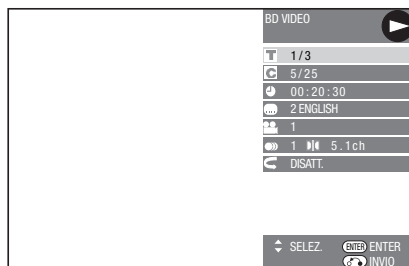 BD VIDEO
T 1/3
C 5/25
00:20:30
2 ENGLISH
1
1 5.1ch
DISATT.
SELEZ. ENTER ENTER
INVIO